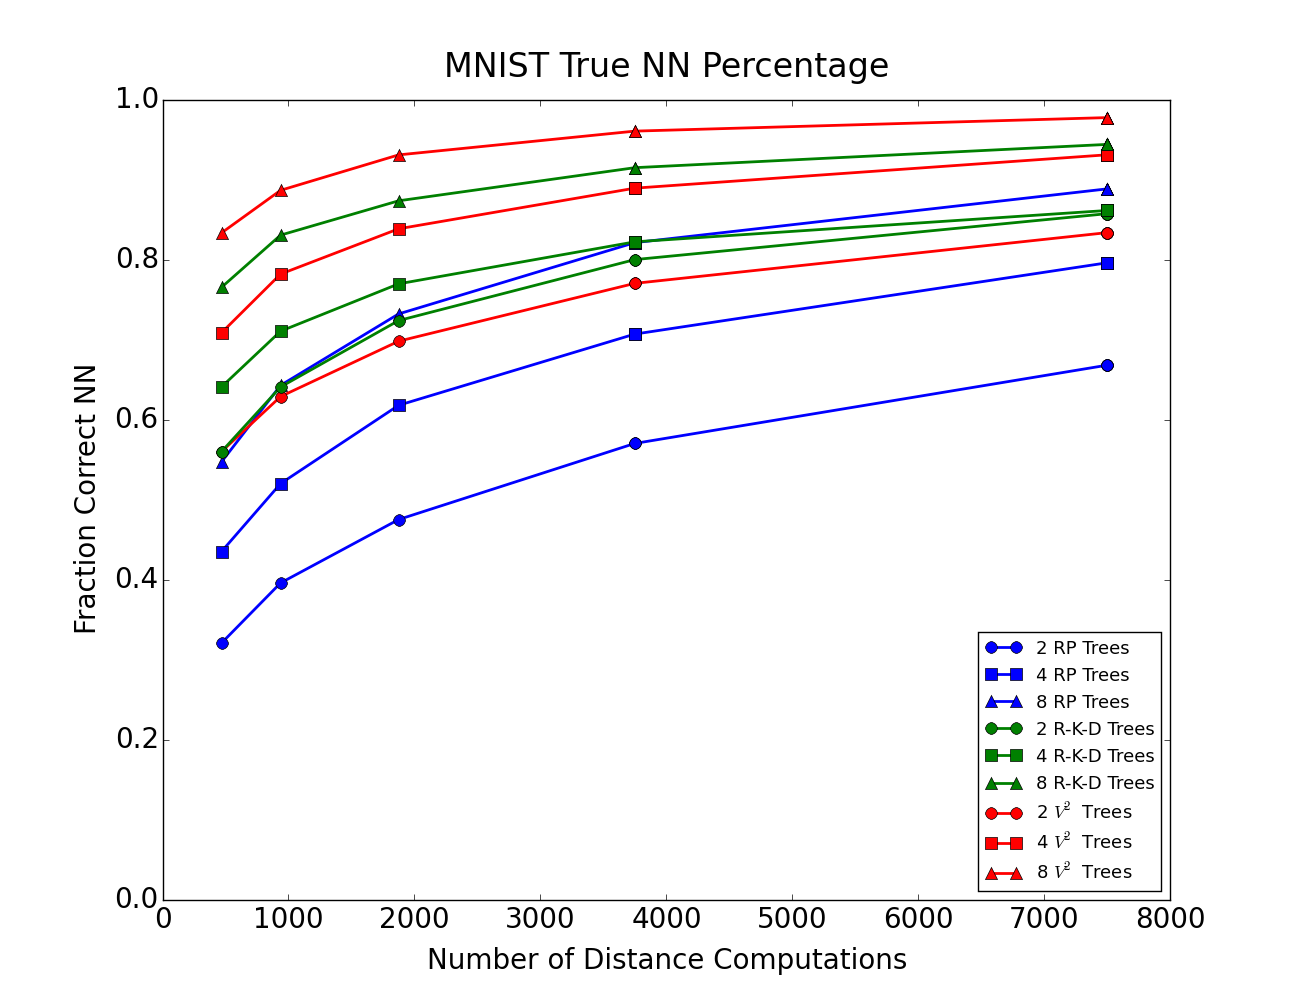 MNIST True NN Percentage
1.0
0.8
0.6
0.4
0.2
0.0
Fraction Correct NN
2 RP Trees
4 RP Trees
8 RP Trees
2 R-K-D Trees
4 R-K-D Trees
8 R-K-D Trees
2 V² Trees
4 V² Trees
8 V² Trees
0 1000 2000 3000 4000 5000 6000 7000 8000
Number of Distance Computations